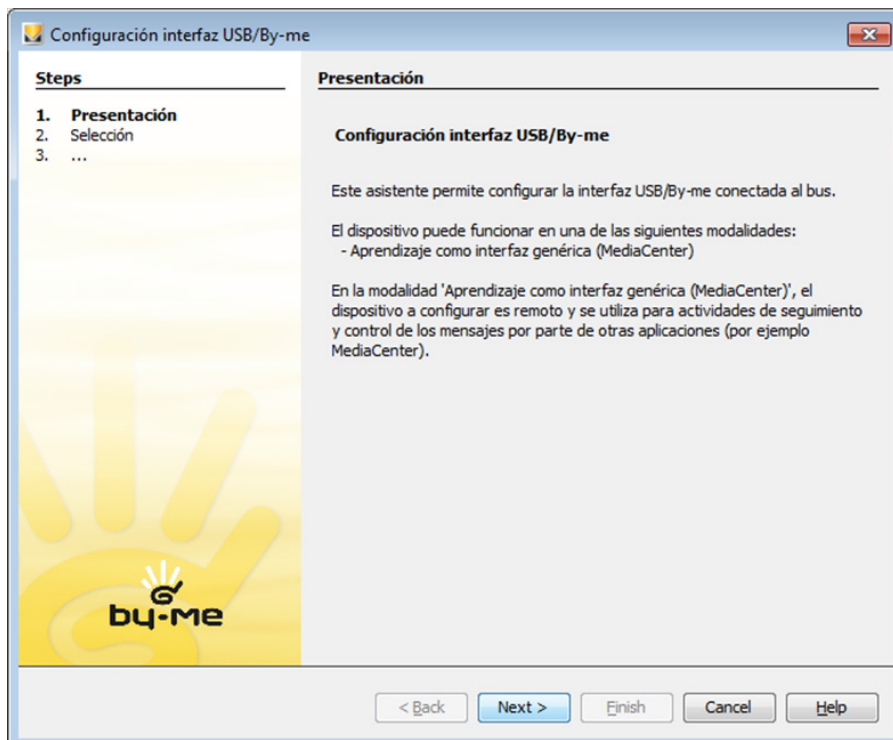 Configuración interfaz USB/By-me
Steps
1. Presentación
2. Selección
3. ...
by-me
Presentación
Configuración interfaz USB/By-me
Este asistente permite configurar la interfaz USB/By-me conectada al bus.
El dispositivo puede funcionar en una de las siguientes modalidades:
- Aprendizaje como interfaz genérica (MediaCenter)
En la modalidad 'Aprendizaje como interfaz genérica (MediaCenter)', el
dispositivo a configurar es remoto y se utiliza para actividades de seguimiento
y control de los mensajes por parte de otras aplicaciones (por ejemplo
MediaCenter).
< Back Next > Finish Cancel Help